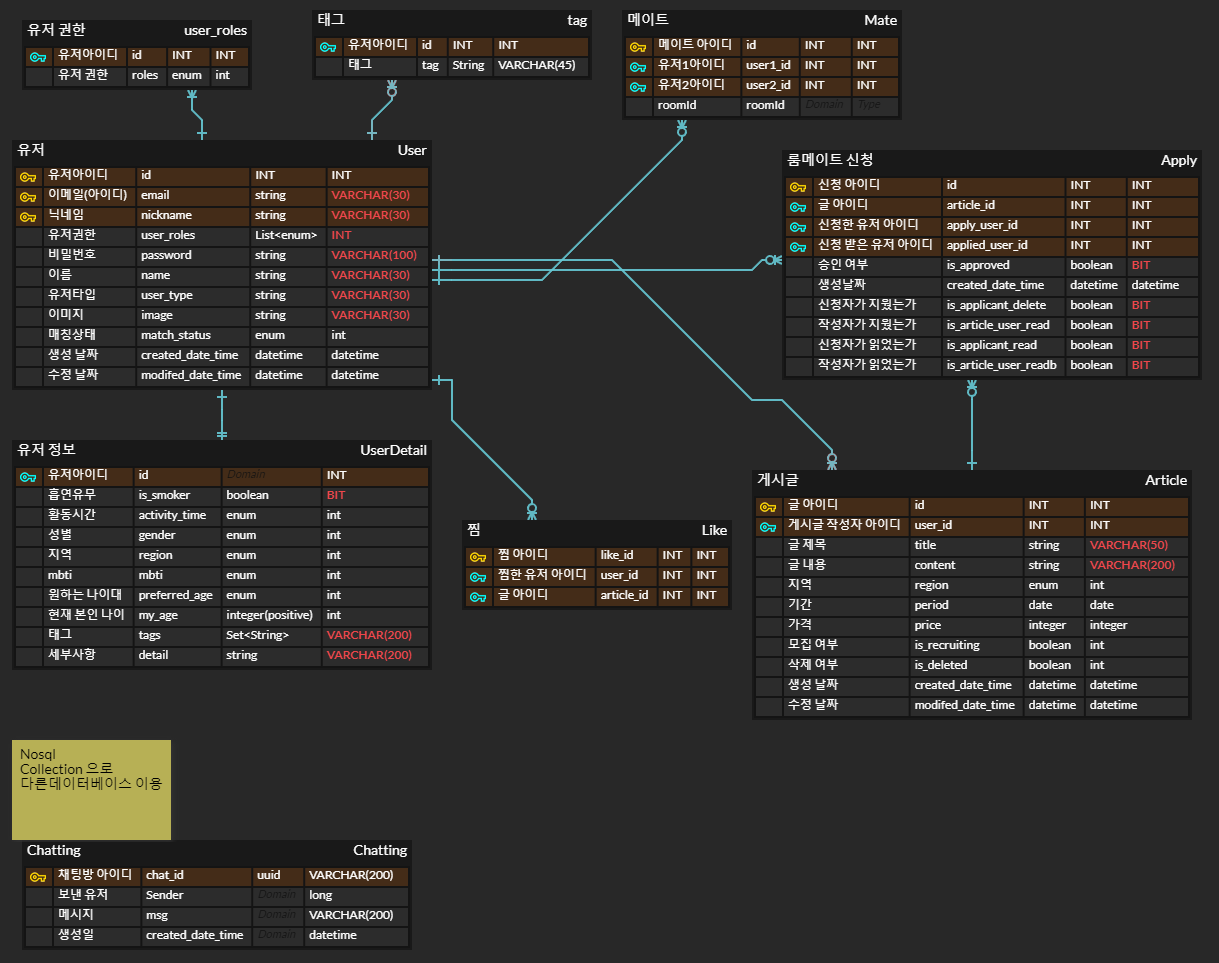 유저 권한 user_roles
유저아이디 id INT INT
유저 권한 roles enum int
태그 tag
유저아이디 id INT INT
태그 tag String VARCHAR(45)
메이트 Mate
메이트 아이디 id INT INT
유저1아이디 user1_id INT INT
유저2아이디 user2_id INT INT
roomId roomId Domain Type
유저 User
유저아이디 id INT INT
이메일(아이디) email string VARCHAR(30)
닉네임 nickname string VARCHAR(30)
유저권한 user_roles List<enum> INT
비밀번호 password string VARCHAR(100)
이름 name string VARCHAR(30)
유저타입 user_type string VARCHAR(30)
이미지 image string VARCHAR(30)
매칭상태 match_status enum int
생성 날짜 created_date_time datetime datetime
수정 날짜 modifed_date_time datetime datetime
룸메이트 신청 Apply
신청 아이디 id INT INT
글 아이디 article_id INT INT
신청한 유저 아이디 apply_user_id INT INT
신청 받은 유저 아이디 applied_user_id INT INT
승인 여부 is_approved boolean BIT
생성날짜 created_date_time datetime datetime
신청자가 지웠는가 is_applicant_delete boolean BIT
작성자가 지웠는가 is_article_user_read boolean BIT
신청자가 읽었는가 is_applicant_read boolean BIT
작성자가 읽었는가 is_article_user_readb boolean BIT
유저 정보 UserDetail
유저아이디 id Domain INT
흡연유무 is_smoker boolean BIT
활동시간 activity_time enum int
성별 gender enum int
지역 region enum int
mbti mbti enum int
원하는 나이대 preferred_age enum int
현재 본인 나이 my_age integer(positive) int
태그 tags Set<String> VARCHAR(200)
세부사항 detail string VARCHAR(200)
찜 Like
찜 아이디 like_id INT INT
찜한 유저 아이디 user_id INT INT
글 아이디 article_id INT INT
게시글 Article
글 아이디 id INT INT
게시글 작성자 아이디 user_id INT INT
글 제목 title string VARCHAR(50)
글 내용 content string VARCHAR(200)
지역 region enum int
기간 period date date
가격 price integer integer
모집 여부 is_recruiting boolean int
삭제 여부 is_deleted boolean int
생성 날짜 created_date_time datetime datetime
수정 날짜 modifed_date_time datetime datetime
Nosql
Collection 으로
다른데이터베이스 이용
Chatting Chatting
채팅방 아이디 chat_id uuid VARCHAR(200)
보낸 유저 Sender Domain long
메시지 msg Domain VARCHAR(200)
생성일 created_date_time Domain datetime